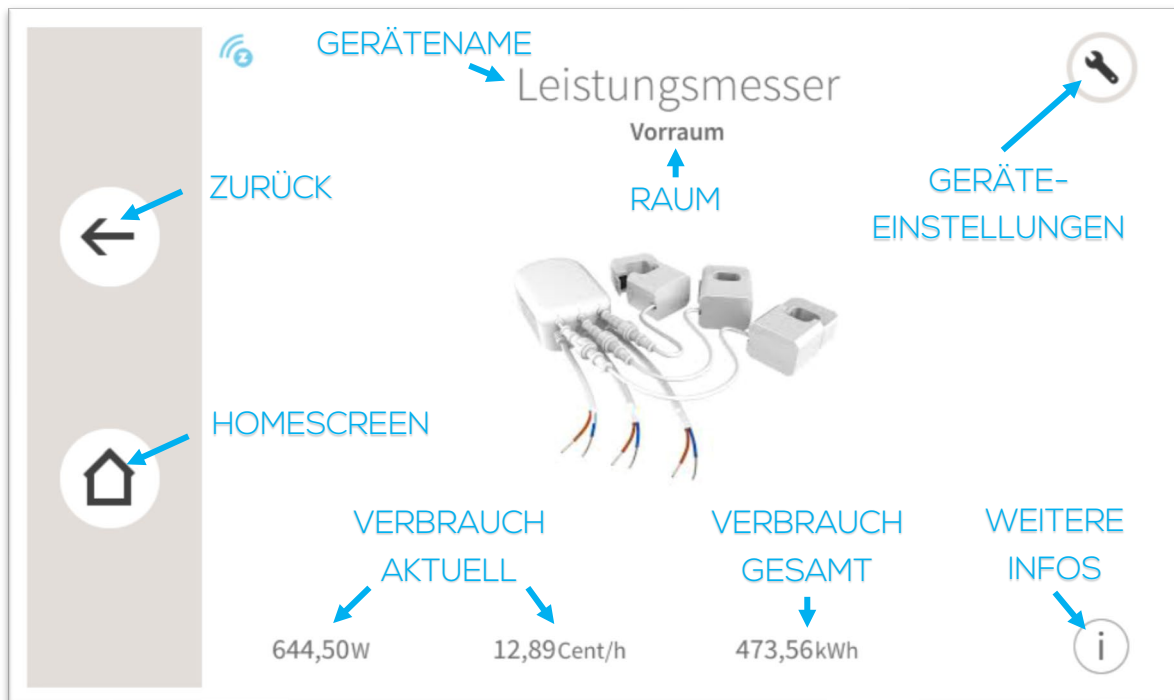 GERÄTENAME
Leistungsmesser
Vorraum
ZURÜCK
RAUM
GERÄTE-
EINSTELLUNGEN
HOMESCREEN
VERBRAUCH
AKTUELL
VERBRAUCH
GESAMT
WEITERE
INFOS
644,50W
12,89Cent/h
473,56kWh
i
z